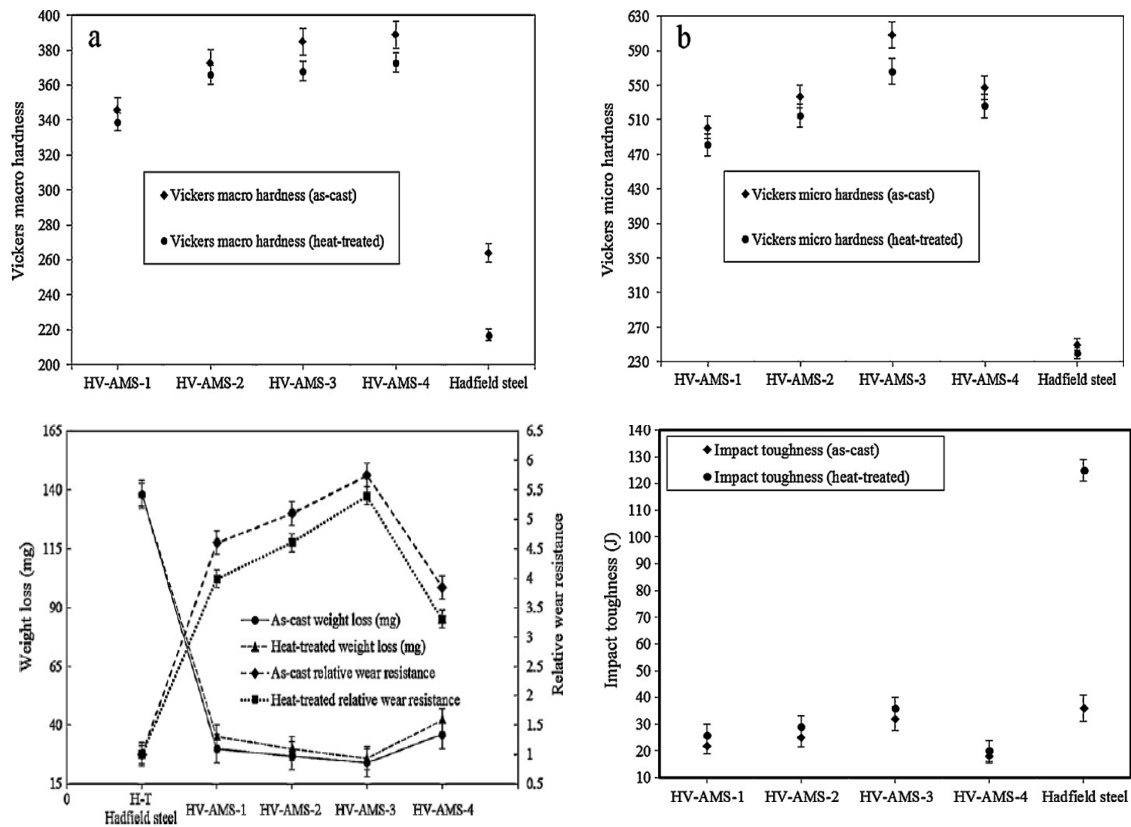 a
400
380
360
340
320
300
280
260
240
220
200
Vickers macro hardness
Vickers macro hardness (as-cast)
Vickers macro hardness (heat-treated)
HV-AMS-1 HV-AMS-2 HV-AMS-3 HV-AMS-4 Hadfield steel
b
630
590
550
510
470
430
390
350
310
270
230
Vickers micro hardness
Vickers micro hardness (as-cast)
Vickers micro hardness (heat-treated)
HV-AMS-1 HV-AMS-2 HV-AMS-3 HV-AMS-4 Hadfield steel
165
140
115
90
65
40
15
Weight loss (mg)
6.5
6
5.5
5
4.5
4
3.5
3
2.5
2
1.5
1
0.5
Relative wear resistance
As-cast weight loss (mg)
Heat-treated weight loss (mg)
As-cast relative wear resistance
Heat-treated relative wear resistance
0 H-T HV-AMS-1 HV-AMS-2 HV-AMS-3 HV-AMS-4
Hadfield steel
140
130
120
110
100
90
80
70
60
50
40
30
20
10
Impact toughness (J)
Impact toughness (as-cast)
Impact toughness (heat-treated)
HV-AMS-1 HV-AMS-2 HV-AMS-3 HV-AMS-4 Hadfield steel